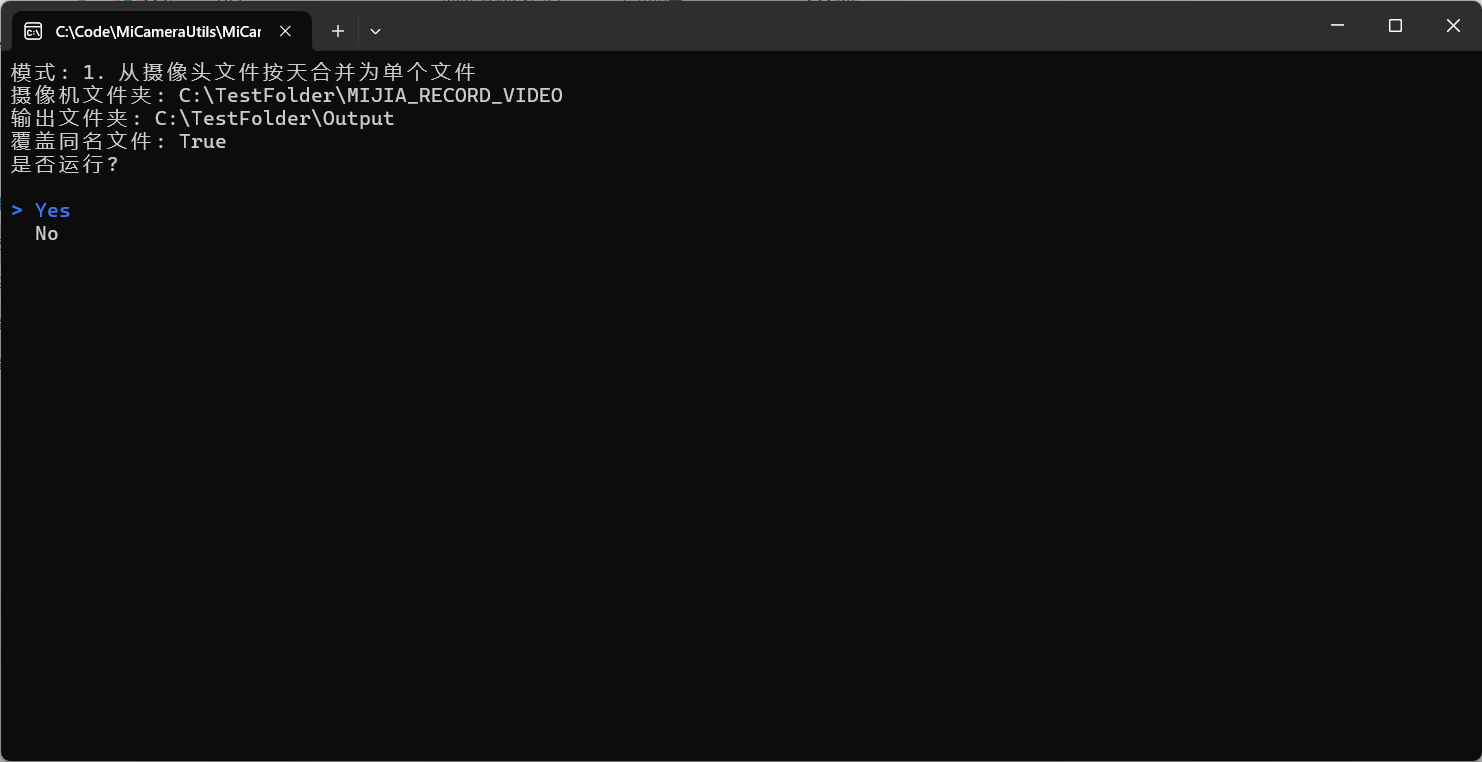 C:\Code\MiCameraUtils\MiCar
模式: 1. 从摄像头文件按天合并为单个文件
摄像机文件夹: C:\TestFolder\MIJIA_RECORD_VIDEO
输出文件夹: C:\TestFolder\Output
覆盖同名文件: True
是否运行?
> Yes
No